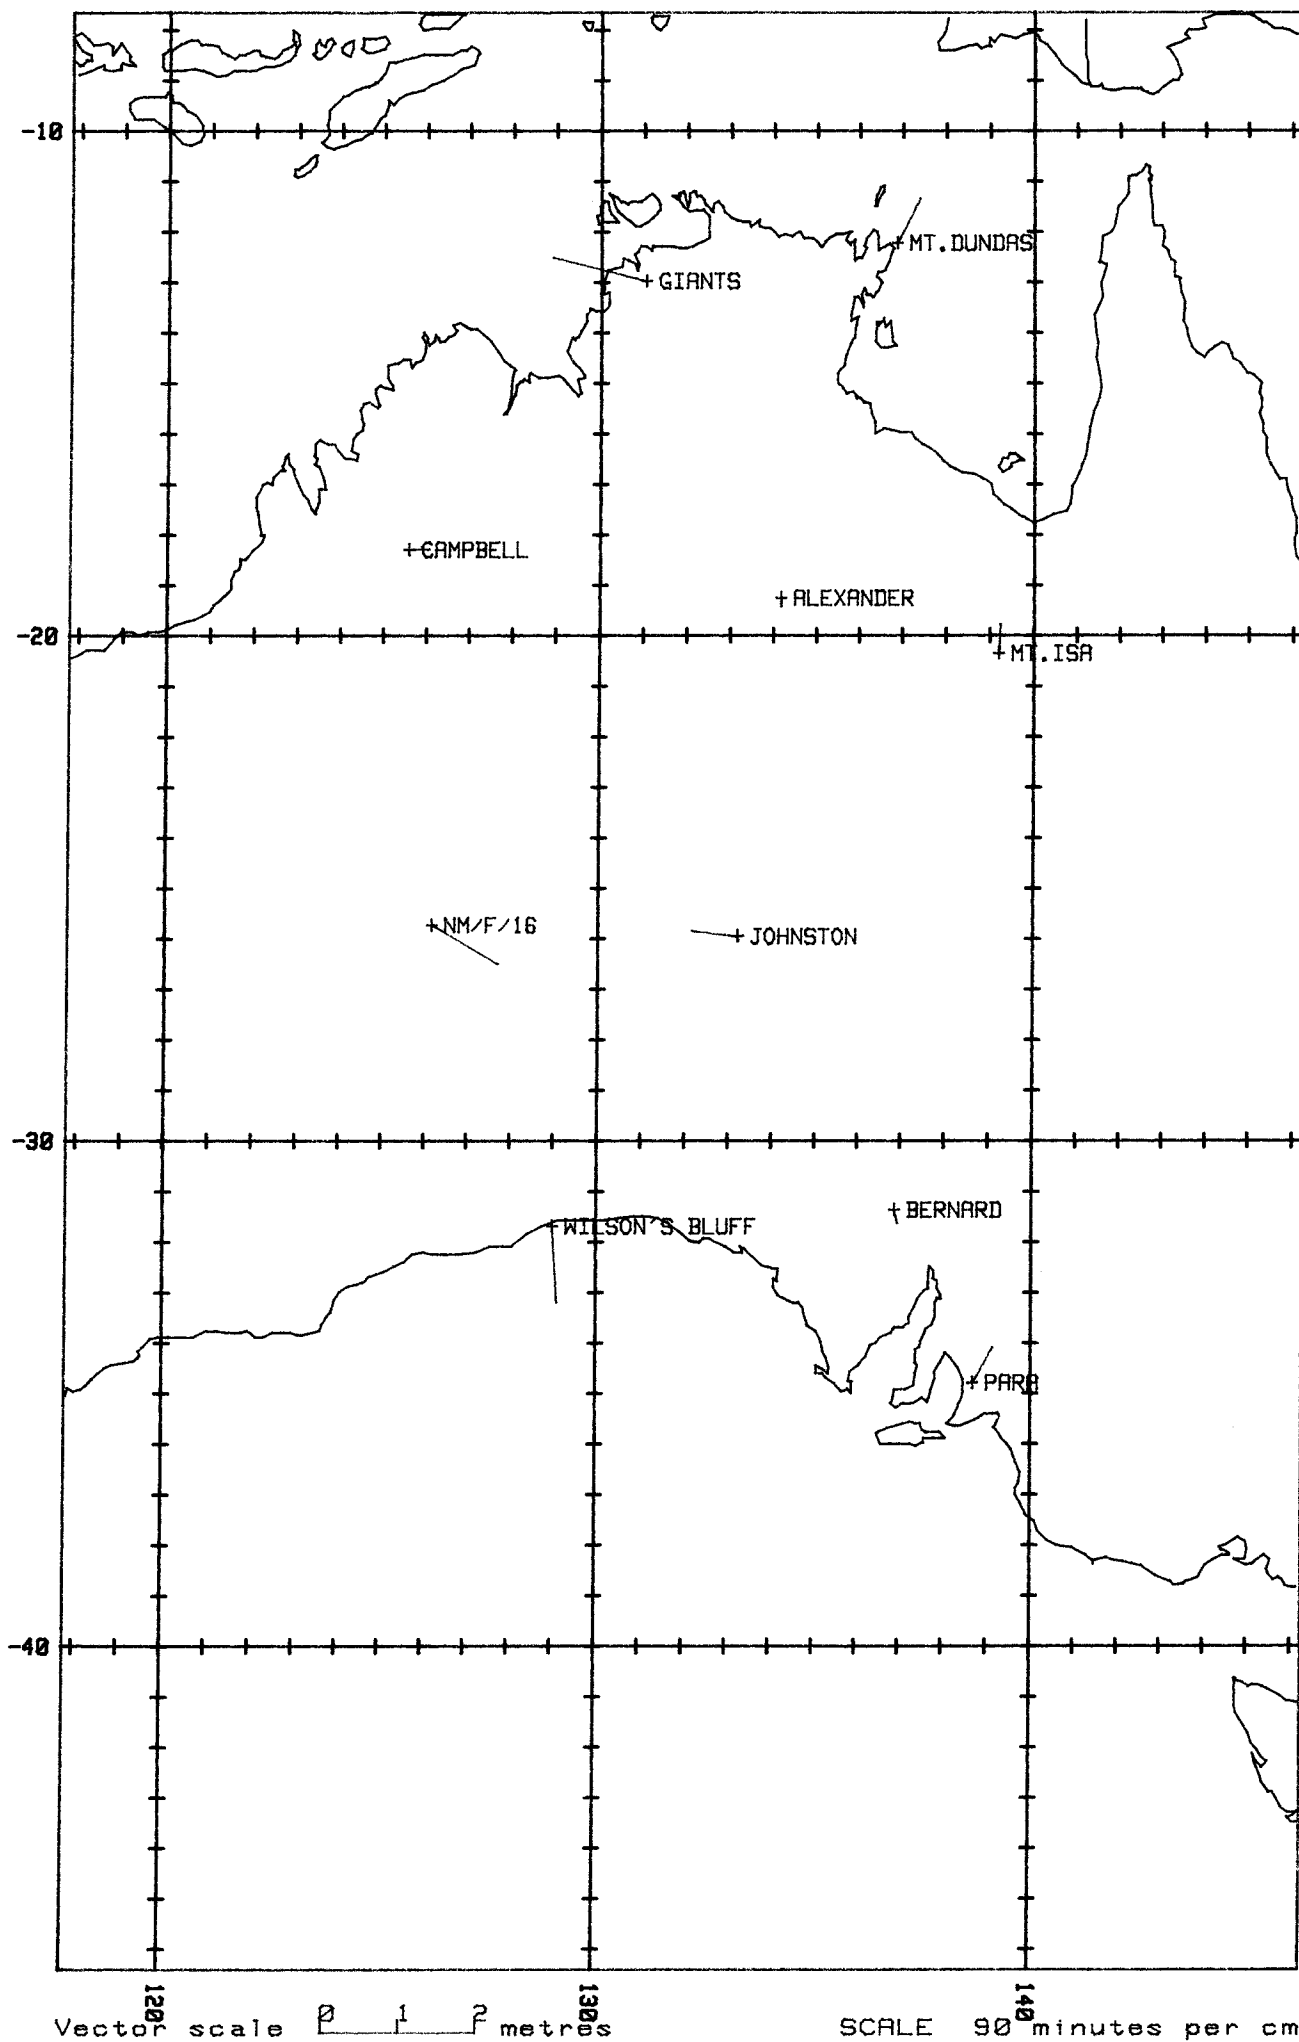 -10
MT.DUNDAS
GIANTS
CAMPBELL
ALEXANDER
-20
MT.ISA
NM/F/16
JOHNSTON
-30
BERNARD
WILSON'S BLUFF
PARA
-40
120
130
140
0 1 2
Vector scale metres
SCALE 90 minutes per cm